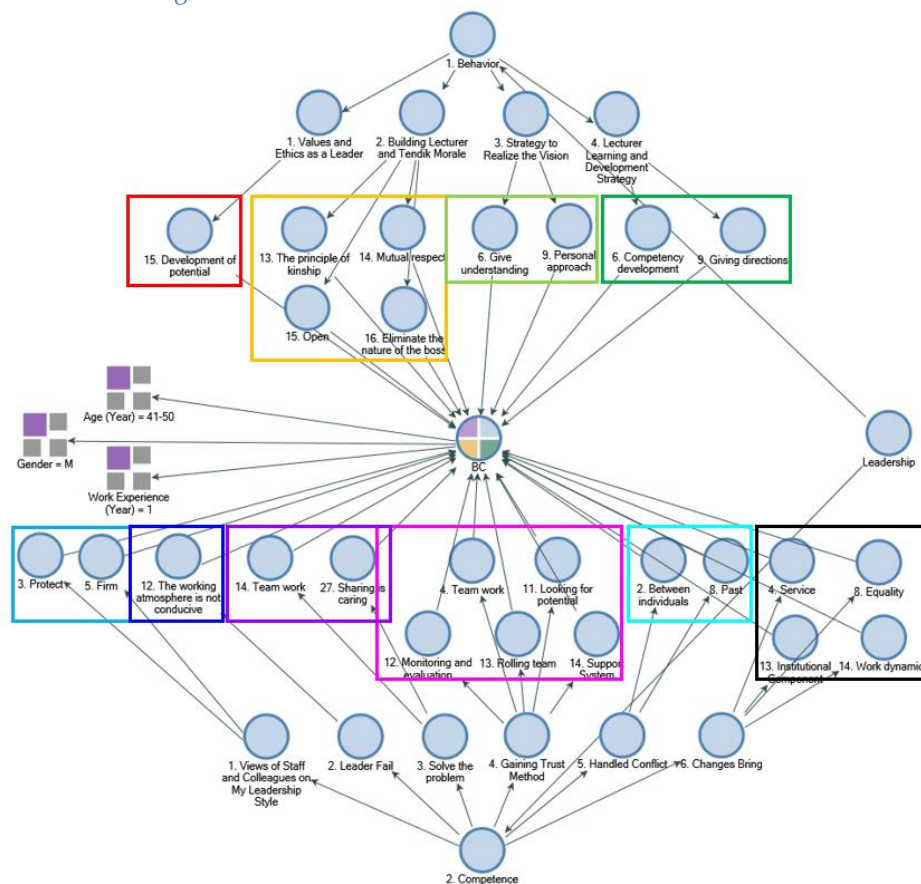 1. Behavior
1. Values and
Ethics as a Leader
2. Building Lecturer
and Tendik Morale
3. Strategy to
Realize the Vision
4. Lecturer
Learning and
Development
Strategy
15. Development of
potential
13. The principle of
kinship
14. Mutual respect
6. Give
understanding
9. Personal
approach
6. Competency
development
9. Giving directions
15. Open
16. Eliminate the
nature of the boss
Age (Year) = 41-50
Gender = M
Work Experience
(Year) = 1
BC
Leadership
3. Protect
5. Firm
12. The working
atmosphere is not
conducive
14. Team work
27. Sharing is
caring
4. Team work
11. Looking for
potential
2. Between
individuals
8. Past
4. Service
8. Equality
12. Monitoring and
evaluation
13. Rolling team
14. Support
System
13. Institutional
Component
14. Work dynamic
1. Views of Staff
and Colleagues on
My Leadership
Style
2. Leader Fail
3. Solve the
problem
4. Gaining Trust
Method
5. Handled Conflict
6. Changes Bring
2. Competence